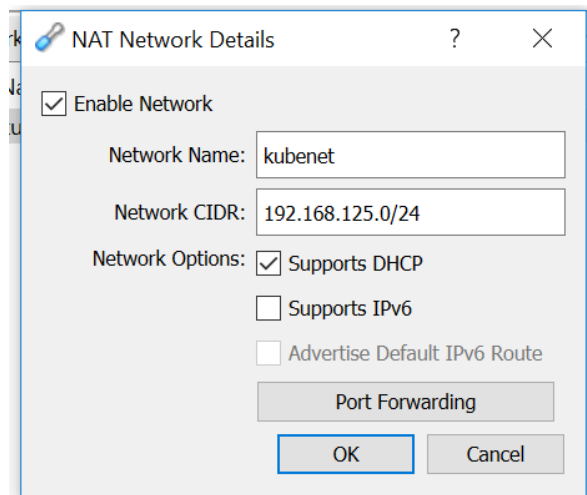 NAT Network Details ?
Enable Network
Network Name: kubenet
Network CIDR: 192.168.125.0/24
Network Options: Supports DHCP
Supports IPv6
Advertise Default IPv6 Route
Port Forwarding
OK Cancel